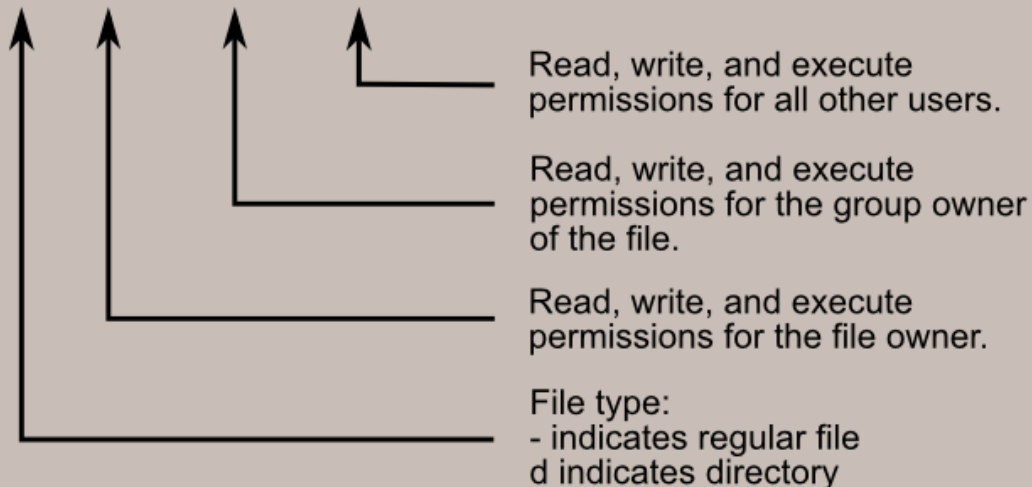 Read, write, and execute
permissions for all other users.
Read, write, and execute
permissions for the group owner
of the file.
Read, write, and execute
permissions for the file owner.
File type:
- indicates regular file
d indicates directory